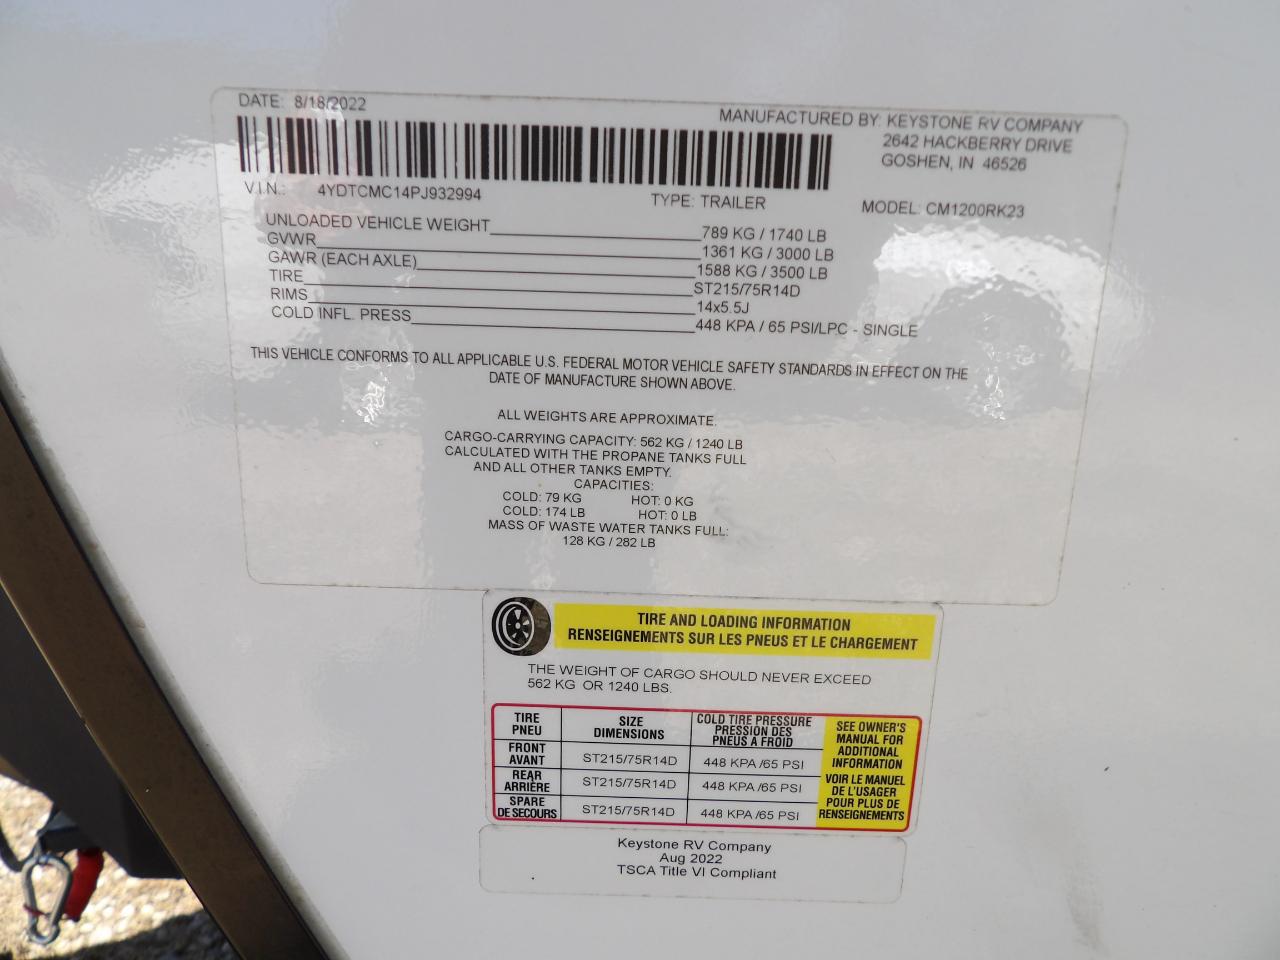 DATE: 8/18/2022
MANUFACTURED BY: KEYSTONE RV COMPANY
2642 HACKBERRY DRIVE
GOSHEN, IN 46526
V.I.N.: 4YDTCMC14PJ932994
TYPE: TRAILER
MODEL: CM1200RK23
UNLOADED VEHICLE WEIGHT 789 KG / 1740 LB
GVWR 1361 KG / 3000 LB
GAWR (EACH AXLE) 1588 KG / 3500 LB
TIRE ST215/75R14D
RIMS 14x5.5J
COLD INFL. PRESS 448 KPA / 65 PSI/LPC - SINGLE
THIS VEHICLE CONFORMS TO ALL APPLICABLE U.S. FEDERAL MOTOR VEHICLE SAFETY STANDARDS IN EFFECT ON THE
DATE OF MANUFACTURE SHOWN ABOVE.
ALL WEIGHTS ARE APPROXIMATE.
CARGO-CARRYING CAPACITY: 562 KG / 1240 LB
CALCULATED WITH THE PROPANE TANKS FULL
AND ALL OTHER TANKS EMPTY.
CAPACITIES:
COLD: 79 KG HOT: 0 KG
COLD: 174 LB HOT: 0 LB
MASS OF WASTE WATER TANKS FULL:
128 KG / 282 LB
TIRE AND LOADING INFORMATION
RENSEIGNEMENTS SUR LES PNEUS ET LE CHARGEMENT
THE WEIGHT OF CARGO SHOULD NEVER EXCEED
562 KG OR 1240 LBS.
TIRE
PNEU
SIZE
DIMENSIONS
COLD TIRE PRESSURE
PRESSION DES
PNEUS A FROID
FRONT
AVANT
ST215/75R14D
448 KPA /65 PSI
REAR
ARRIÈRE
ST215/75R14D
448 KPA /65 PSI
SPARE
DE SECOURS
ST215/75R14D
448 KPA /65 PSI
SEE OWNER'S
MANUAL FOR
ADDITIONAL
INFORMATION
VOIR LE MANUEL
DE L'USAGER
POUR PLUS DE
RENSEIGNEMENTS
Keystone RV Company
Aug 2022
TSCA Title VI Compliant